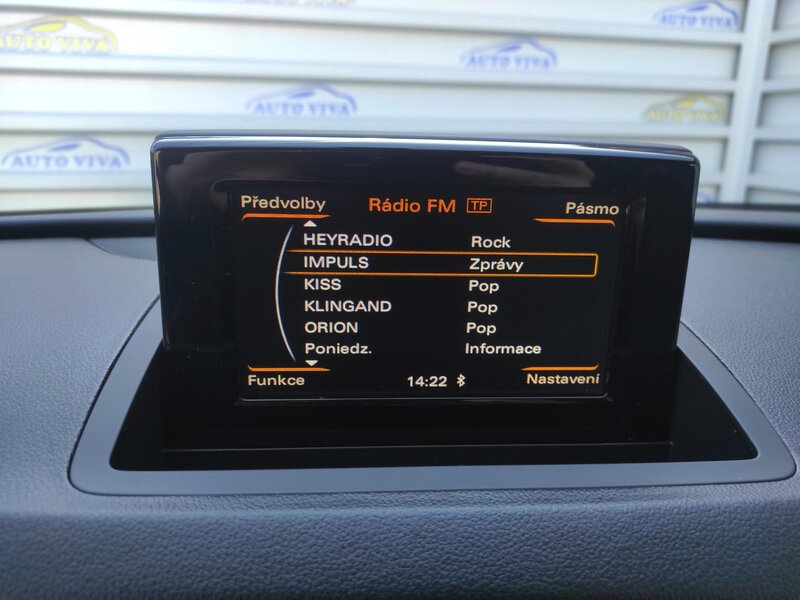 AUTO VIVA
AUTO VIVA
AUTO VIVA
AUTO VIVA
AUTO VIVA
AUTO VIVA
Předvolby Rádio FM TP Pásmo
HEYRADIO Rock
IMPULS Zprávy
KISS Pop
KLINGAND Pop
ORION Pop
Poniedz. Informace
Funkce 14:22 Nastavení